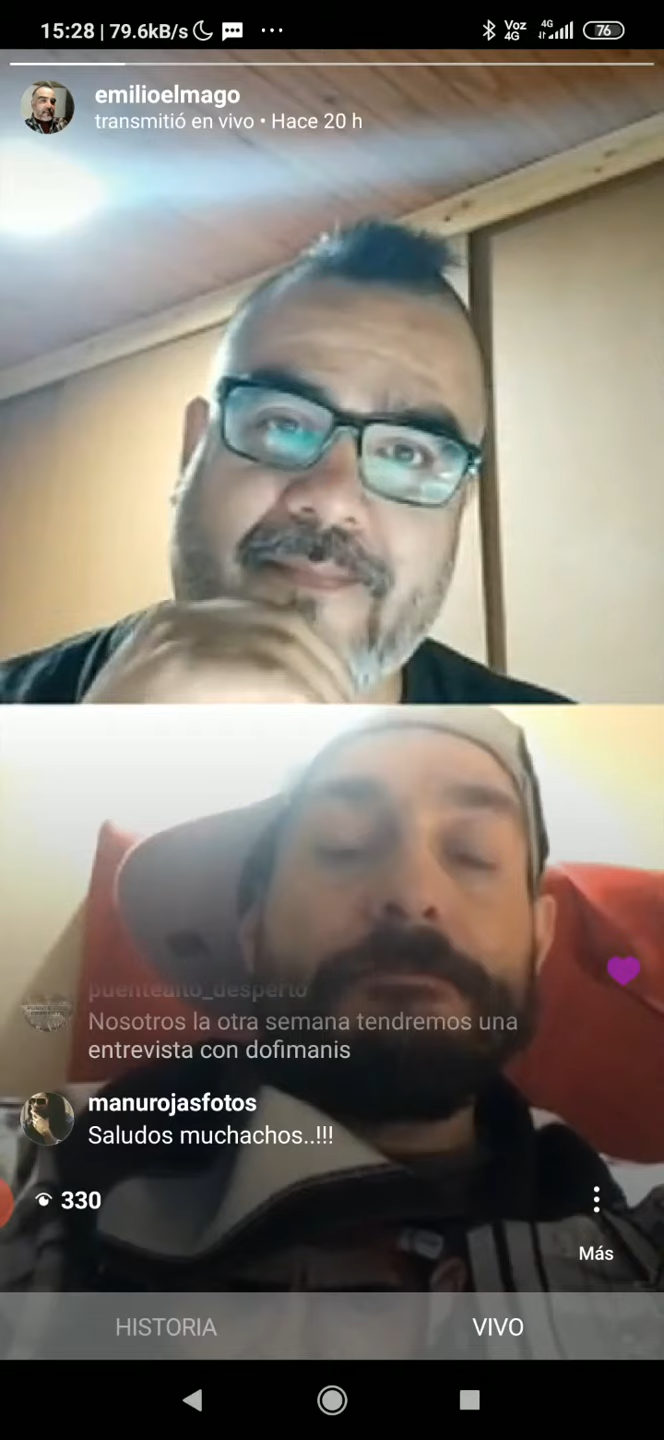 15:28 | 79.6kB/s
Voz
4G
4G
76
emilioelmago
transmitió en vivo • Hace 20 h
puentealto_desperto
Nosotros la otra semana tendremos una
entrevista con dofimanis
manurojasfotos
Saludos muchachos..!!!
330
Más
HISTORIA
VIVO